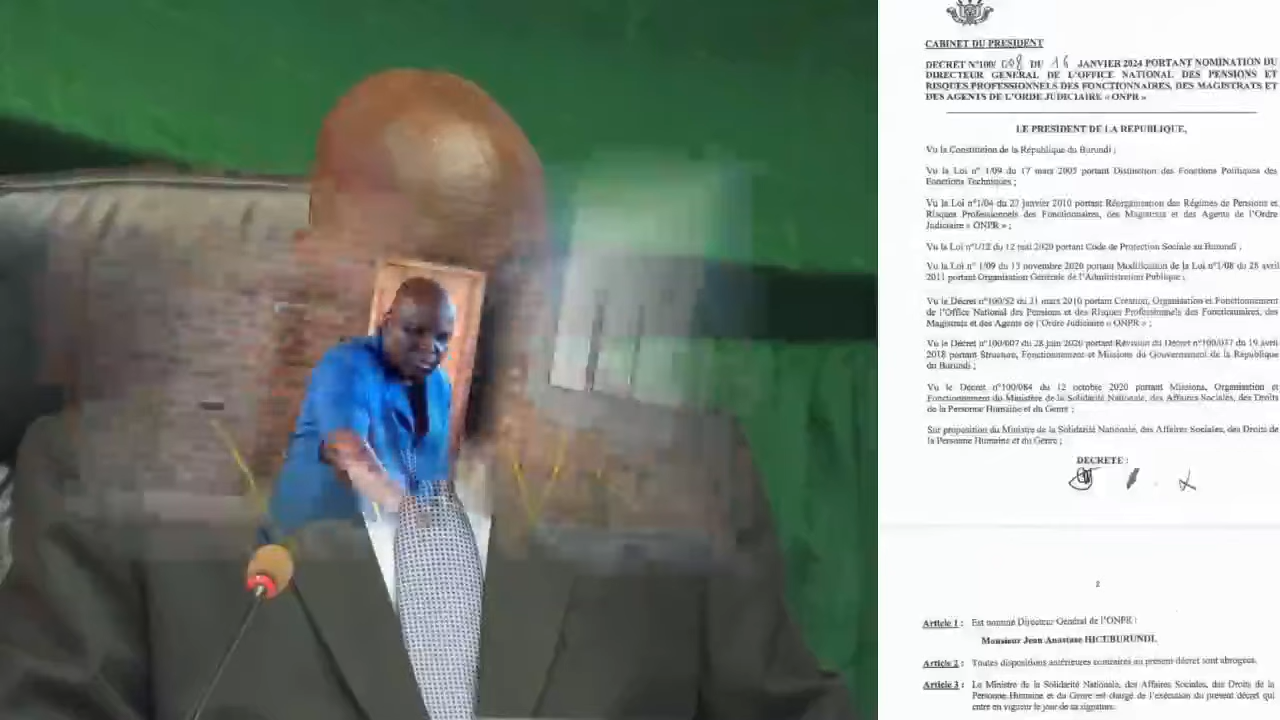 CABINET DU PRESIDENT
DECRET N°100/ 008 DU 16 JANVIER 2024 PORTANT NOMINATION DU
DIRECTEUR GENERAL DE L'OFFICE NATIONAL DES PENSIONS ET
RISQUES PROFESSIONNELS DES FONCTIONNAIRES, DES MAGISTRATS ET
DES AGENTS DE L'ORDE JUDICIAIRE « ONPR »
LE PRESIDENT DE LA REPUBLIQUE,
Vu la Constitution de la République du Burundi ;
Vu la Loi n° 1/09 du 17 mars 2005 portant Distinction des Fonctions Politiques des
Fonctions Techniques ;
Vu la Loi n°1/04 du 20 janvier 2010 portant Réorganisation des Régimes de Pensions et
Risques Professionnels des Fonctionnaires, des Magistrats et des Agents de l'Ordre
Judiciaire « ONPR » ;
Vu la Loi n°1/12 du 12 mai 2020 portant Code de Protection Sociale au Burundi ;
Vu la Loi n° 1/09 du 13 novembre 2020 portant Modification de la Loi n°1/08 du 28 avril
2011 portant Organisation Générale de l'Administration Publique ;
Vu le Décret n°100/52 du 31 mars 2010 portant Création, Organisation et Fonctionnement
de l'Office National des Pensions et des Risques Professionnels des Fonctionnaires, des
Magistrats et des Agents de l'Ordre Judiciaire « ONPR » ;
Vu le Décret n°100/007 du 28 juin 2020 portant Révision du Décret n°100/037 du 19 avril
2018 portant Structure, Fonctionnement et Missions du Gouvernement de la République
du Burundi ;
Vu le Décret n°100/084 du 12 octobre 2020 portant Missions, Organisation et
Fonctionnement du Ministère de la Solidarité Nationale, des Affaires Sociales, des Droits
de la Personne Humaine et du Genre ;
Sur proposition du Ministre de la Solidarité Nationale, des Affaires Sociales, des Droits de
la Personne Humaine et du Genre ;
DECRETE :
2
Article 1 : Est nommé Directeur Général de l'ONPR :
Monsieur Jean Anastase HICEBURUNDI.
Article 2 : Toutes dispositions antérieures contraires au présent décret sont abrogées.
Article 3 : Le Ministre de la Solidarité Nationale, des Affaires Sociales, des Droits de la
Personne Humaine et du Genre est chargé de l'exécution du présent décret qui
entre en vigueur le jour de sa signature.